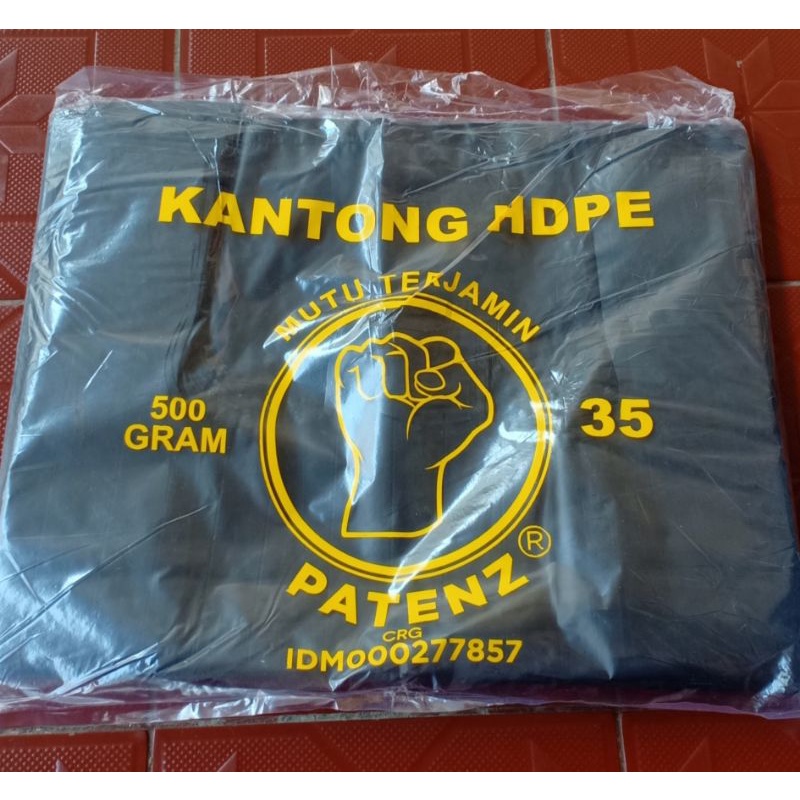 KANTONG HDPE
MUTU TERJAMIN
500
GRAM
35
PATENZ®
CRG
IDM000277857